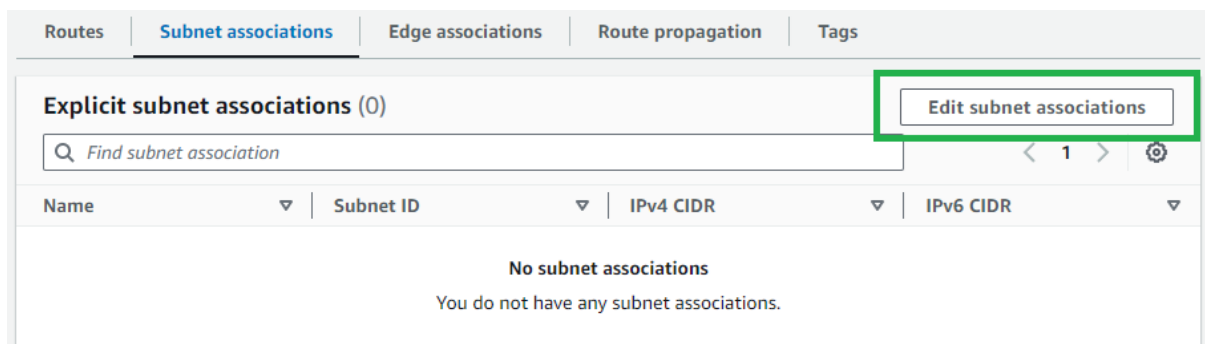 Routes Subnet associations Edge associations Route propagation Tags
Explicit subnet associations (0) Edit subnet associations
Find subnet association 1
Name Subnet ID IPv4 CIDR IPv6 CIDR
No subnet associations
You do not have any subnet associations.